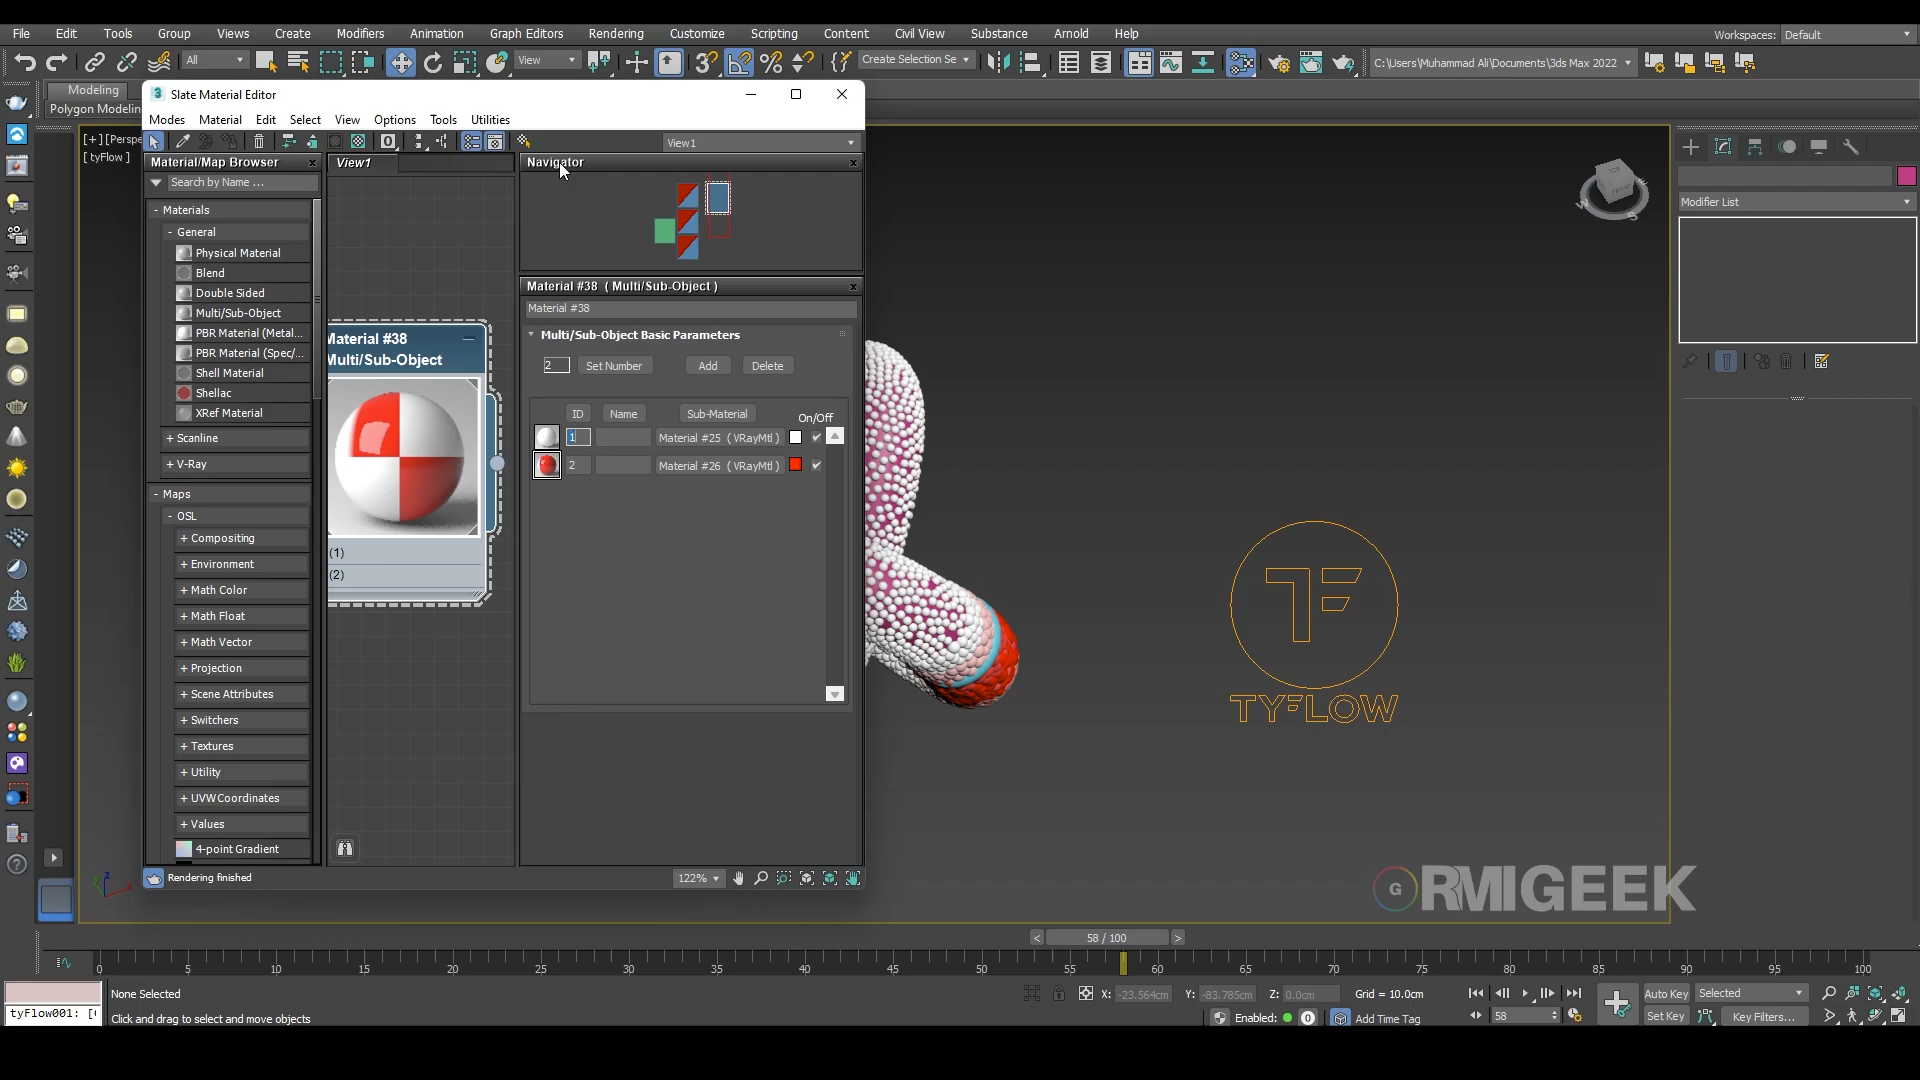 File Edit Tools Group Views Create Modifiers Animation Graph Editors Rendering Customize Scripting Content Civil View Substance Arnold Help
Workspaces: Default
All
View
Create Selection Se
C:\Users\Muhammad Ali\Documents\3ds Max 2022
Modeling
Polygon Modelin
[+][Perspe
[ tyFlow ]
Slate Material Editor
Modes Material Edit Select View Options Tools Utilities
View1
Material/Map Browser
View1
Navigator
Search by Name ...
- Materials
- General
Physical Material
Blend
Double Sided
Multi/Sub-Object
PBR Material (Metal...
PBR Material (Spec/...
Shell Material
Shellac
XRef Material
+ Scanline
+ V-Ray
- Maps
- OSL
+ Compositing
+ Environment
+ Math Color
+ Math Float
+ Math Vector
+ Projection
+ Scene Attributes
+ Switchers
+ Textures
+ Utility
+ UVW Coordinates
+ Values
4-point Gradient
Material #38
Multi/Sub-Object
(1)
(2)
Material #38 ( Multi/Sub-Object )
Material #38
Multi/Sub-Object Basic Parameters
2 Set Number Add Delete
ID Name Sub-Material On/Off
1 Material #25 ( VRayMtl )
2 Material #26 ( VRayMtl )
Rendering finished
122%
Modifier List
TF
TYFLOW
G
RMIGEEK
< 58 / 100 >
0 5 10 15 20 25 30 35 40 45 50 55 60 65 70 75 80 85 90 95 100
None Selected
X: -23.564cm Y: -83.785cm Z: 0.0cm Grid = 10.0cm
Auto Key Selected
tyFlow001: [
Click and drag to select and move objects
Enabled: 0 Add Time Tag
58
Set Key Key Filters...